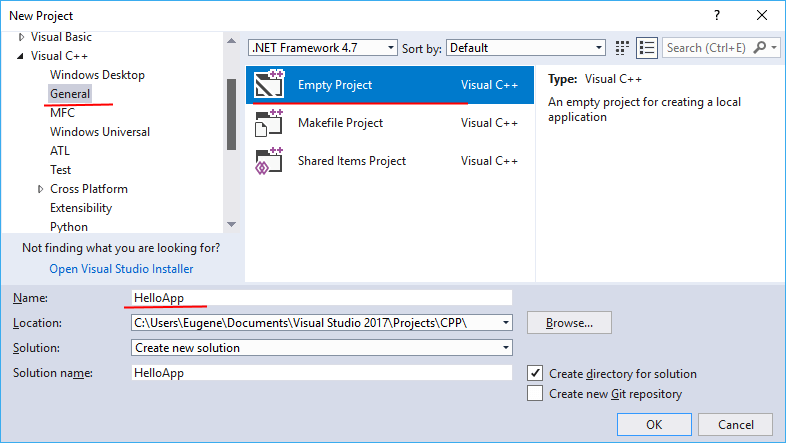 New Project
Visual Basic
Visual C++
Windows Desktop
General
MFC
Windows Universal
ATL
Test
Cross Platform
Extensibility
Python
Not finding what you are looking for?
Open Visual Studio Installer
.NET Framework 4.7 Sort by: Default
Search (Ctrl+E)
Empty Project Visual C++
Makefile Project Visual C++
Shared Items Project Visual C++
Type: Visual C++
An empty project for creating a local
application
Name: HelloApp
Location: C:\Users\Eugene\Documents\Visual Studio 2017\Projects\CPP\
Browse...
Solution: Create new solution
Solution name: HelloApp
Create directory for solution
Create new Git repository
OK Cancel